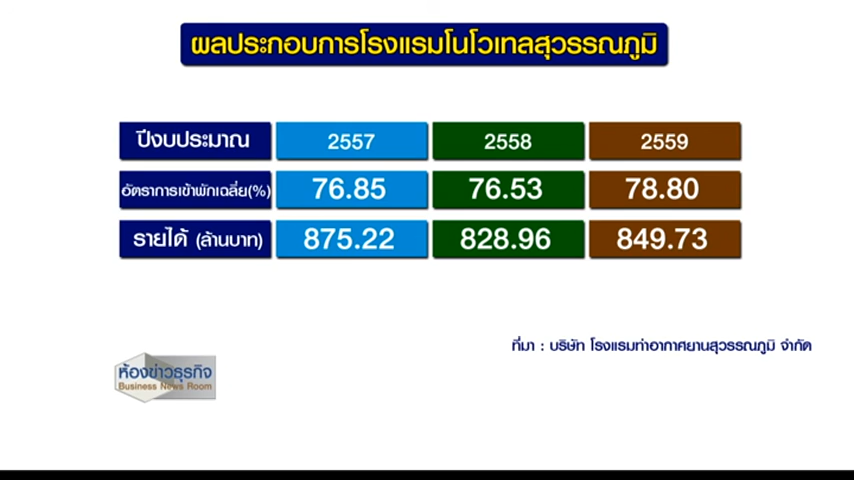 ผลประกอบการโรงแรมโนโวเทลสุวรรณภูมิ
ปีงบประมาณ 2557 2558 2559
อัตราการเข้าพักเฉลี่ย(%) 76.85 76.53 78.80
รายได้ (ล้านบาท) 875.22 828.96 849.73
ที่มา : บริษัท โรงแรมท่าอากาศยานสุวรรณภูมิ จำกัด
ห้องข่าวธุรกิจ
Business News Room